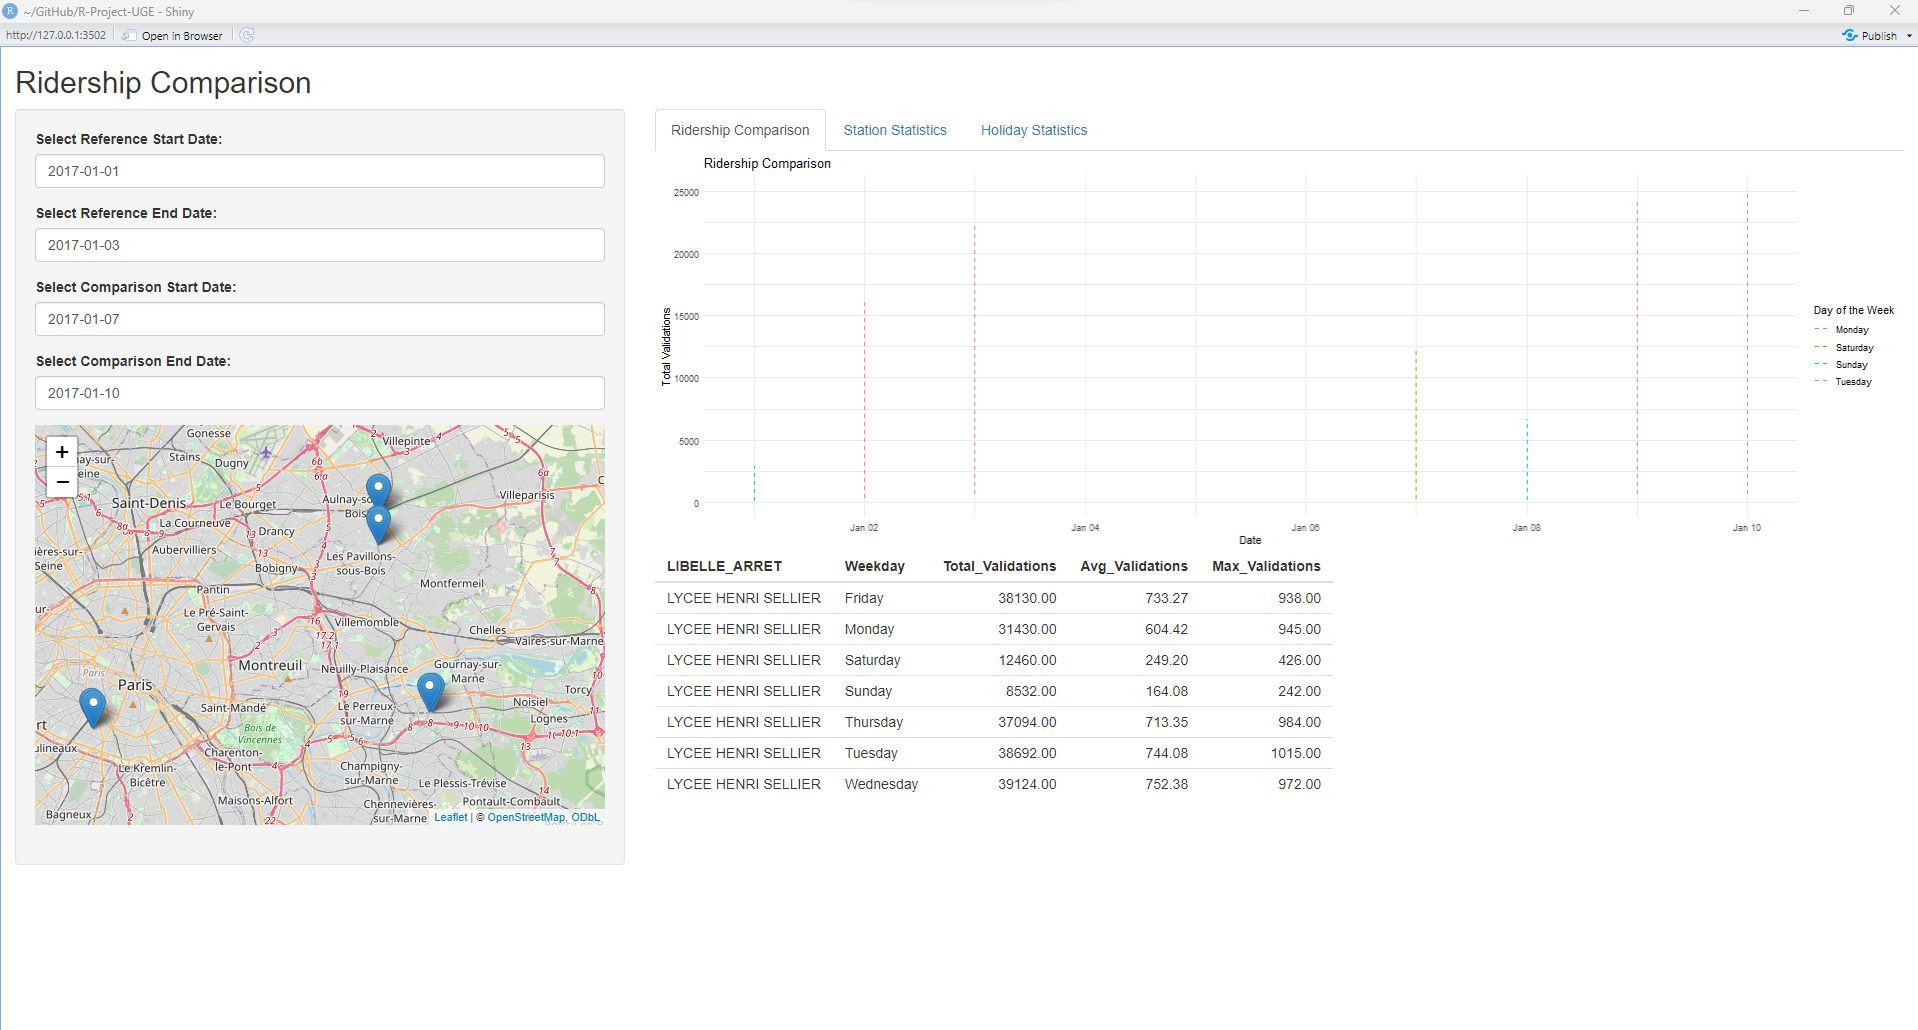 ~/GitHub/R-Project-UGE - Shiny
http://127.0.0.1:3502 Open in Browser Publish
Ridership Comparison
Select Reference Start Date:
2017-01-01
Select Reference End Date:
2017-01-03
Select Comparison Start Date:
2017-01-07
Select Comparison End Date:
2017-01-10
+
−
Gonesse
Villepinte
Stains
Dugny
Villeparisis
Saint-Denis
Le Bourget
La Courneuve
Drancy
Aubervilliers
Les Pavillons-
sous-Bois
Bobigny
Montfermeil
Pantin
Le Pré-Saint-
Gervais
Villemomble
Chelles
Vaires-sur-Marne
Montreuil
Neuilly-Plaisance
Gournay-sur-
Marne
Paris
Paris
Torcy
Saint-Mandé
Le Perreux-
sur-Marne
Noisiel
Lognes
Bois de
Vincennes
Charenton-
le-Pont
Le Kremlin-
Bicêtre
Champigny-
sur-Marne
Le Plessis-Trévise
Maisons-Alfort
Chennevières-
sur-Marne
Pontault-Combault
Bagneux
Leaflet | © OpenStreetMap, ODbL
Ridership Comparison Station Statistics Holiday Statistics
Ridership Comparison
25000
20000
15000
10000
5000
0
Total_Validations
Jan 02 Jan 04 Jan 06 Jan 08 Jan 10
Date
Day of the Week
Monday
Saturday
Sunday
Tuesday
LIBELLE_ARRET Weekday Total_Validations Avg_Validations Max_Validations
LYCEE HENRI SELLIER Friday 38130.00 733.27 938.00
LYCEE HENRI SELLIER Monday 31430.00 604.42 945.00
LYCEE HENRI SELLIER Saturday 12460.00 249.20 426.00
LYCEE HENRI SELLIER Sunday 8532.00 164.08 242.00
LYCEE HENRI SELLIER Thursday 37094.00 713.35 984.00
LYCEE HENRI SELLIER Tuesday 38692.00 744.08 1015.00
LYCEE HENRI SELLIER Wednesday 39124.00 752.38 972.00